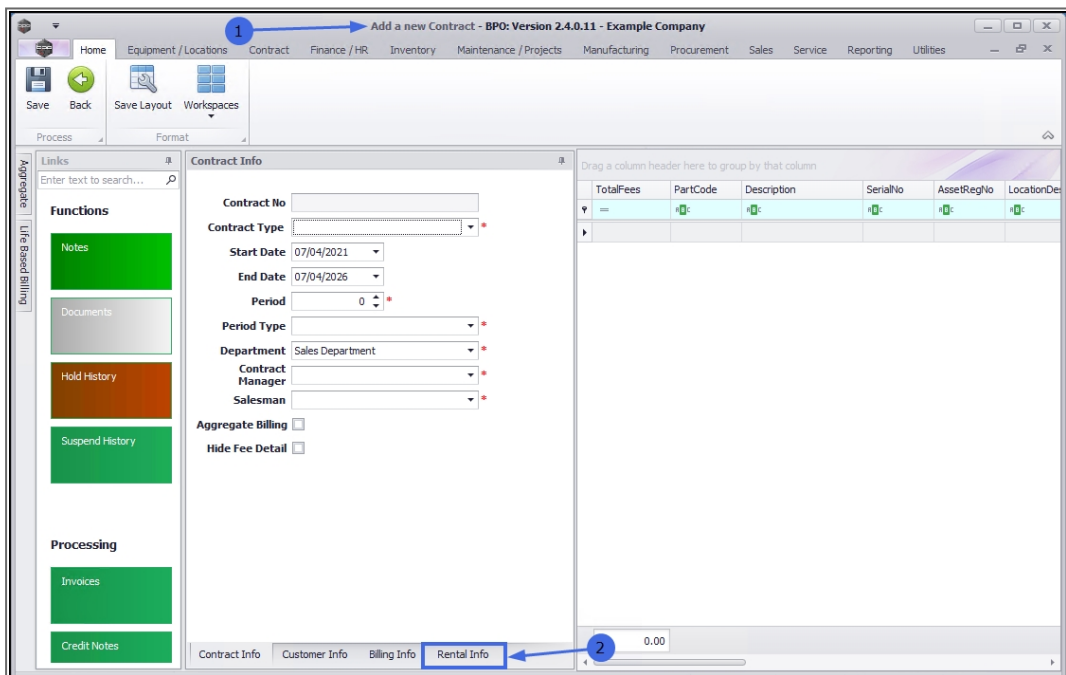 Add a new Contract - BPO: Version 2.4.0.11 - Example Company
1
Home Equipment / Locations Contract Finance / HR Inventory Maintenance / Projects Manufacturing Procurement Sales Service Reporting Utilities
Save Back Save Layout Workspaces
Process Format
Aggregate
Life Based Billing
Links
Enter text to search...
Functions
Notes
Documents
Hold History
Suspend History
Processing
Invoices
Credit Notes
Contract Info
Contract No
Contract Type *
Start Date 07/04/2021
End Date 07/04/2026
Period 0 *
Period Type *
Department Sales Department *
Contract
Manager *
Salesman *
Aggregate Billing
Hide Fee Detail
Contract Info Customer Info Billing Info Rental Info
2
Drag a column header here to group by that column
TotalFees PartCode Description SerialNo AssetRegNo LocationDes
= ABC ABC ABC ABC ABC
0.00